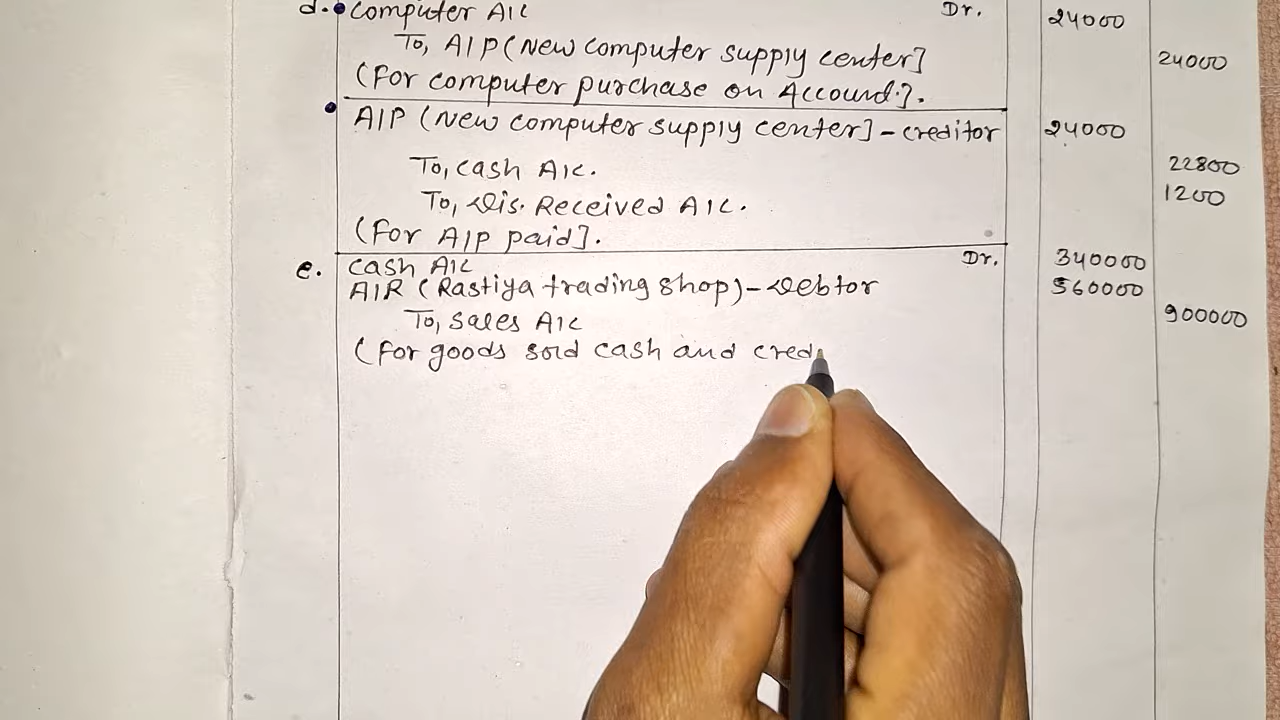 d. Computer A/C Dr. 24000
To, A/P (New computer supply center] 24000
(For computer purchase on Account].
A/P (New computer supply center] - creditor 24000
To, cash A/C. 22800
To, Dis. Received A/C. 1200
(For A/P paid].
e. Cash A/C Dr. 340000
A/R (Rastiya trading shop) - Debtor 560000
To, Sales A/C 900000
(For goods sold cash and cred